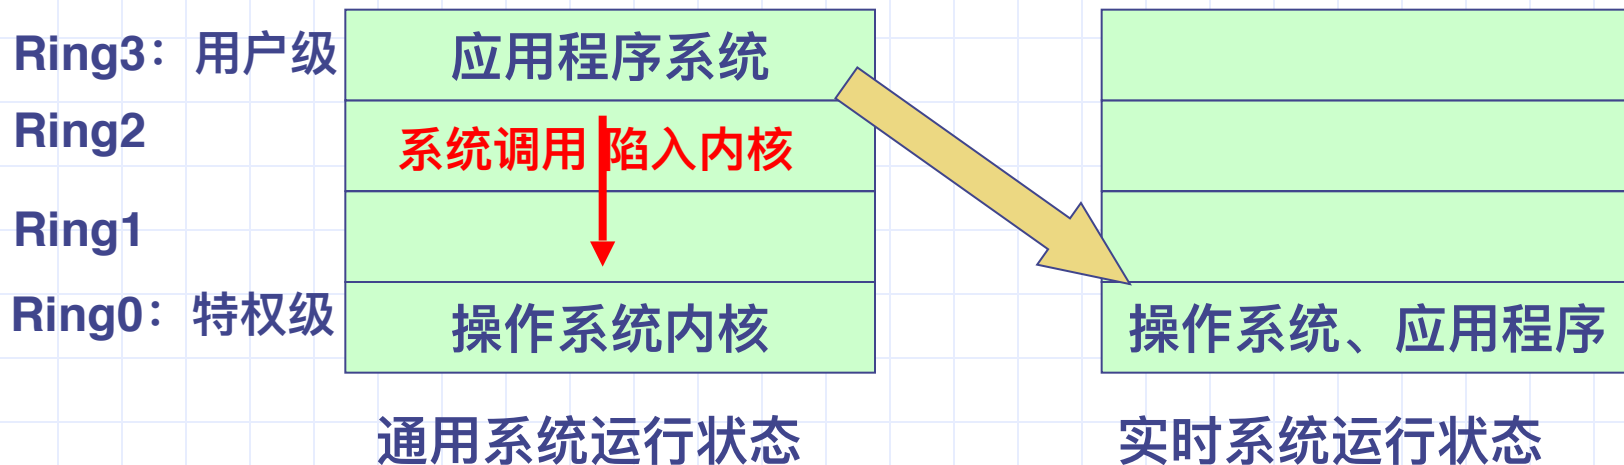 Ring3：用户级
应用程序系统
Ring2
系统调用 陷入内核
Ring1
Ring0：特权级
操作系统内核
操作系统、应用程序
通用系统运行状态
实时系统运行状态